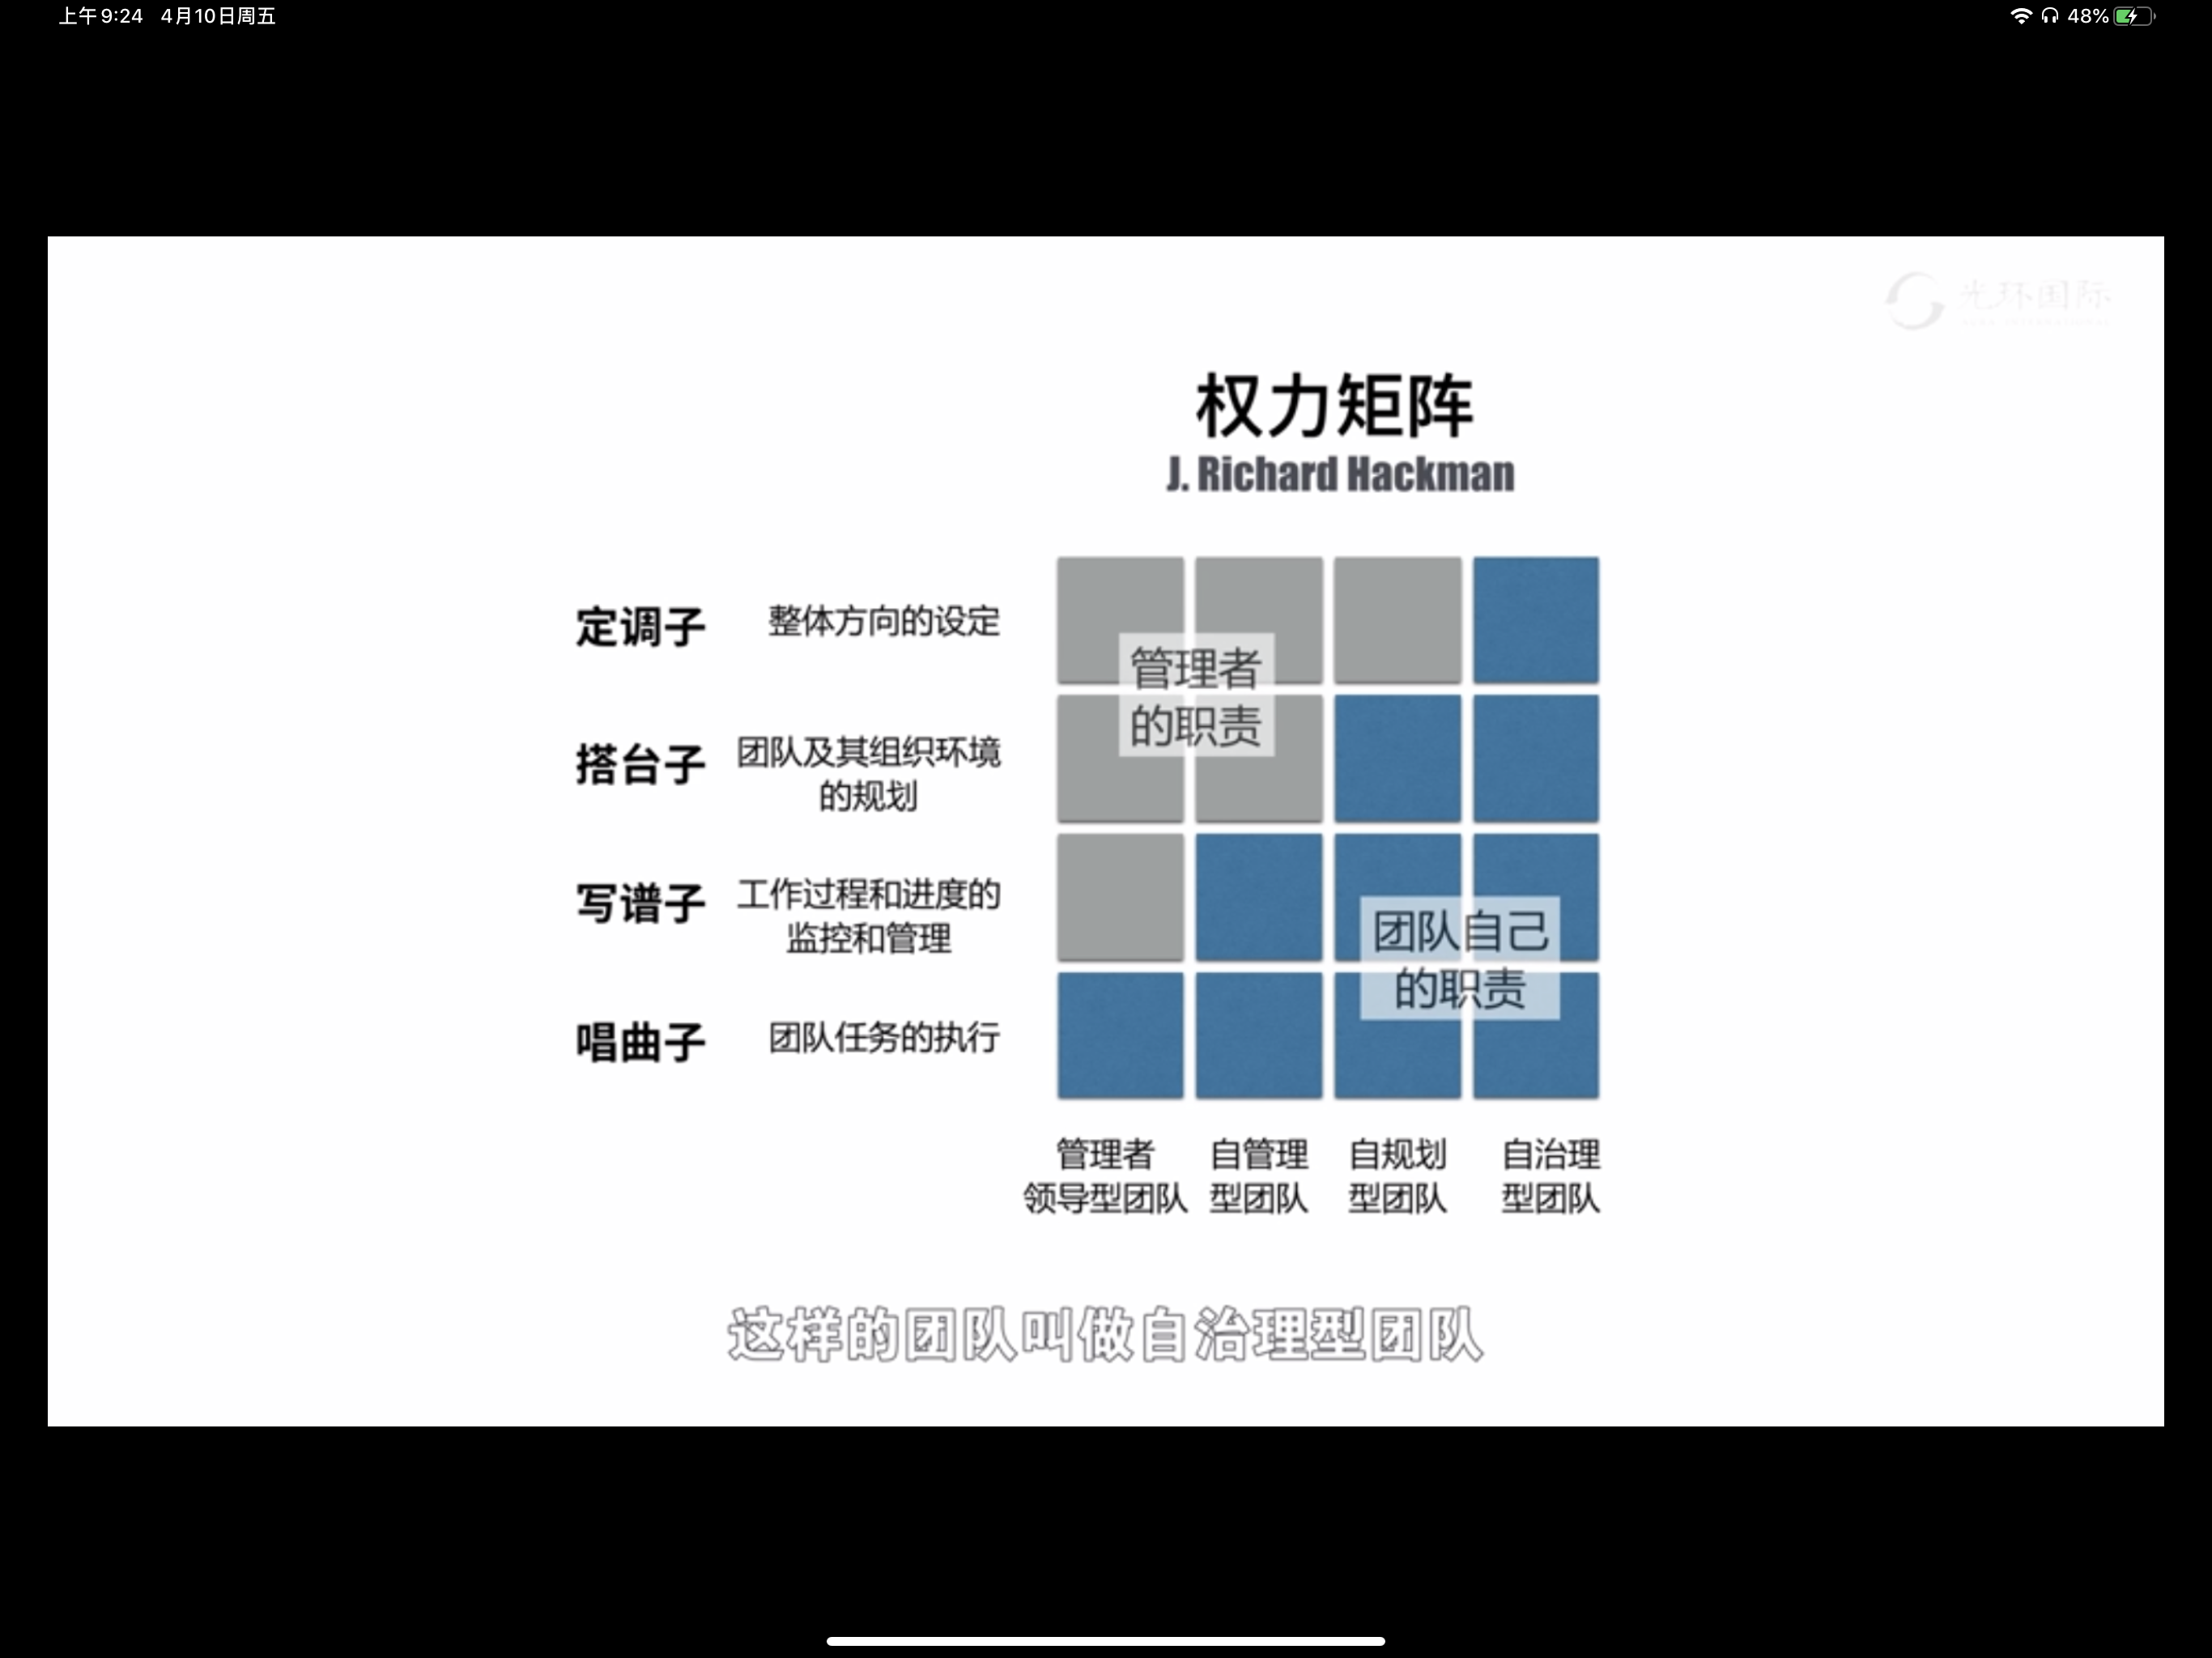 上午9:24 4月10日周五
48%
光环国际
权力矩阵
J. Richard Hackman
定调子 整体方向的设定
管理者
的职责
搭台子 团队及其组织环境
的规划
写谱子 工作过程和进度的
监控和管理
团队自己
的职责
唱曲子 团队任务的执行
管理者 自管理 自规划 自治理
领导型团队 型团队 型团队 型团队
这样的团队叫做自治理型团队